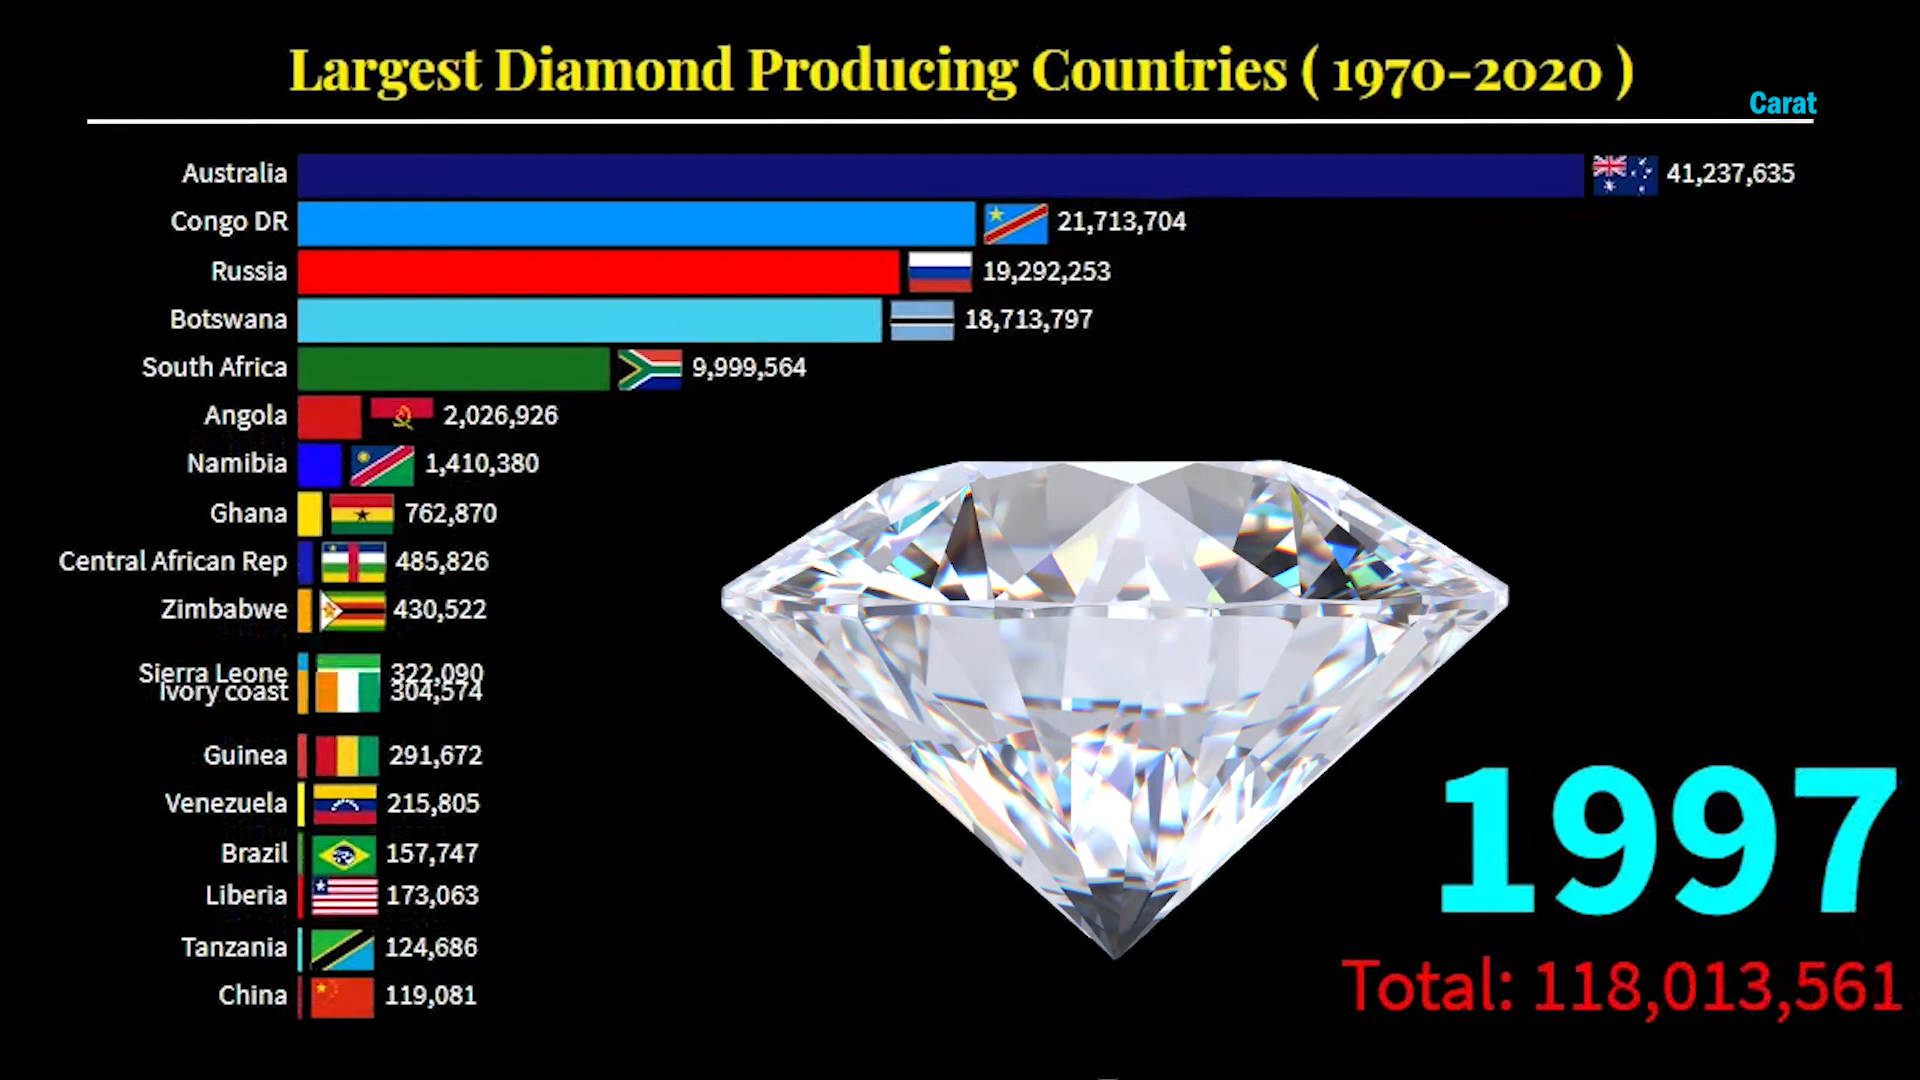 Largest Diamond Producing Countries ( 1970-2020 )
Carat
Australia 41,237,635
Congo DR 21,713,704
Russia 19,292,253
Botswana 18,713,797
South Africa 9,999,564
Angola 2,026,926
Namibia 1,410,380
Ghana 762,870
Central African Rep 485,826
Zimbabwe 430,522
Sierra Leone 322,090
Ivory coast 304,574
Guinea 291,672
Venezuela 215,805
Brazil 157,747
Liberia 173,063
Tanzania 124,686
China 119,081
1997
Total: 118,013,561